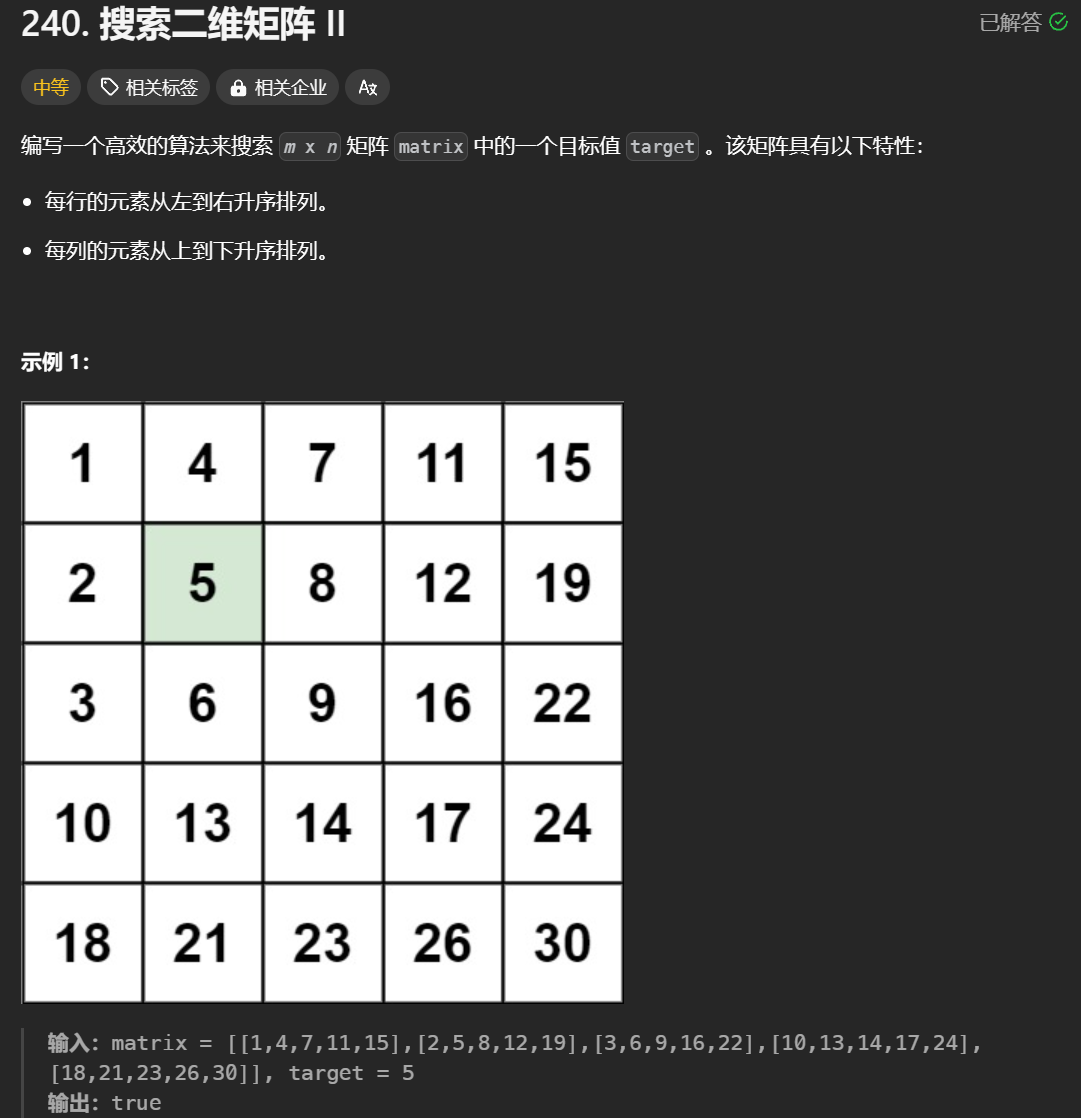 240. 搜索二维矩阵 II
已解答
中等 相关标签 相关企业
编写一个高效的算法来搜索 m x n 矩阵 matrix 中的一个目标值 target 。该矩阵具有以下特性：
• 每行的元素从左到右升序排列。
• 每列的元素从上到下升序排列。
示例 1：
1 4 7 11 15
2 5 8 12 19
3 6 9 16 22
10 13 14 17 24
18 21 23 26 30
输入：matrix = [[1,4,7,11,15],[2,5,8,12,19],[3,6,9,16,22],[10,13,14,17,24],
[18,21,23,26,30]], target = 5
输出：true